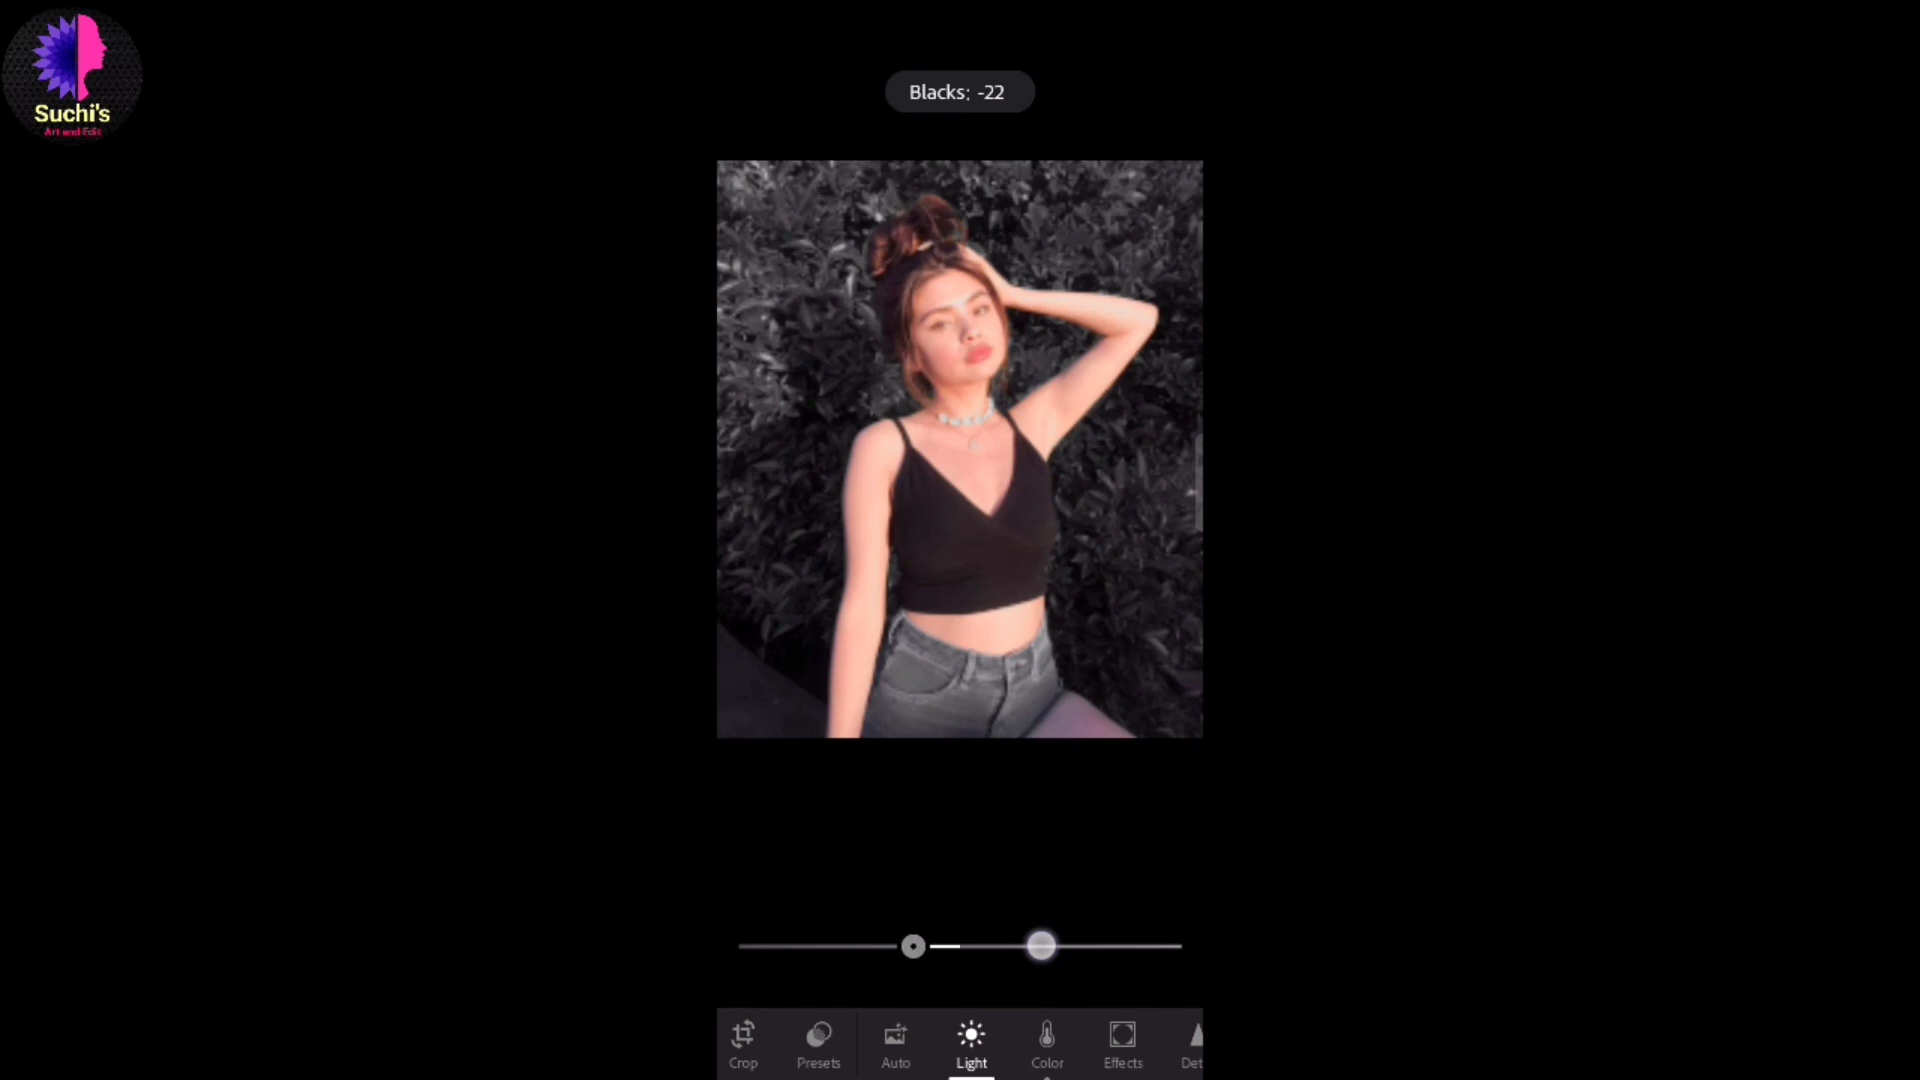 Suchi's
Art and Edit
Blacks: -22
Crop
Presets
Auto
Light
Color
Effects
Det